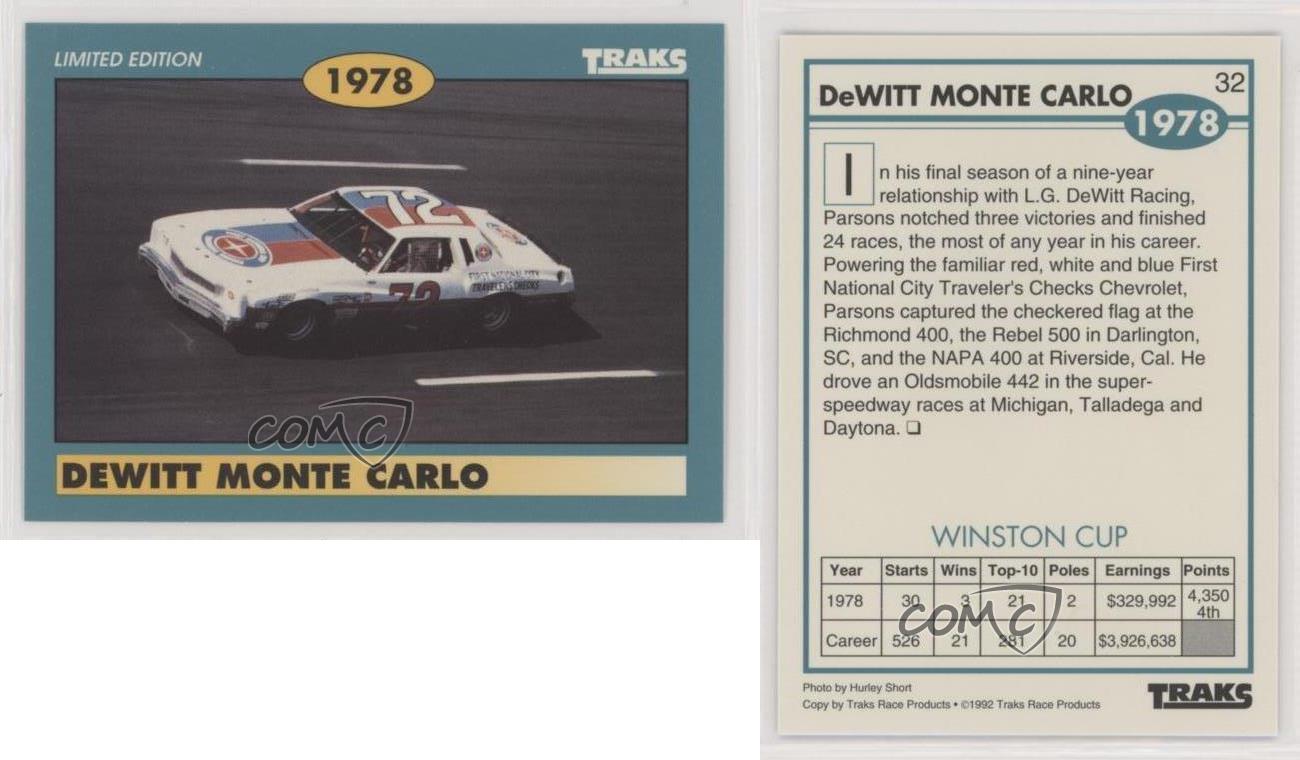 LIMITED EDITION
TRAKS
1978
72
7
FIRST NATIONAL CITY
TRAVELERS CHECKS
72
COMC
DEWITT MONTE CARLO
32
DeWITT MONTE CARLO
1978
In his final season of a nine-year
relationship with L.G. DeWitt Racing,
Parsons notched three victories and finished
24 races, the most of any year in his career.
Powering the familiar red, white and blue First
National City Traveler's Checks Chevrolet,
Parsons captured the checkered flag at the
Richmond 400, the Rebel 500 in Darlington,
SC, and the NAPA 400 at Riverside, Cal. He
drove an Oldsmobile 442 in the super-
speedway races at Michigan, Talladega and
Daytona. ❑
WINSTON CUP
Year Starts Wins Top-10 Poles Earnings Points
1978 30 3 21 2 $329,992 4,350
4th
Career 526 21 281 20 $3,926,638
COMC
Photo by Hurley Short
Copy by Traks Race Products • ©1992 Traks Race Products
TRAKS